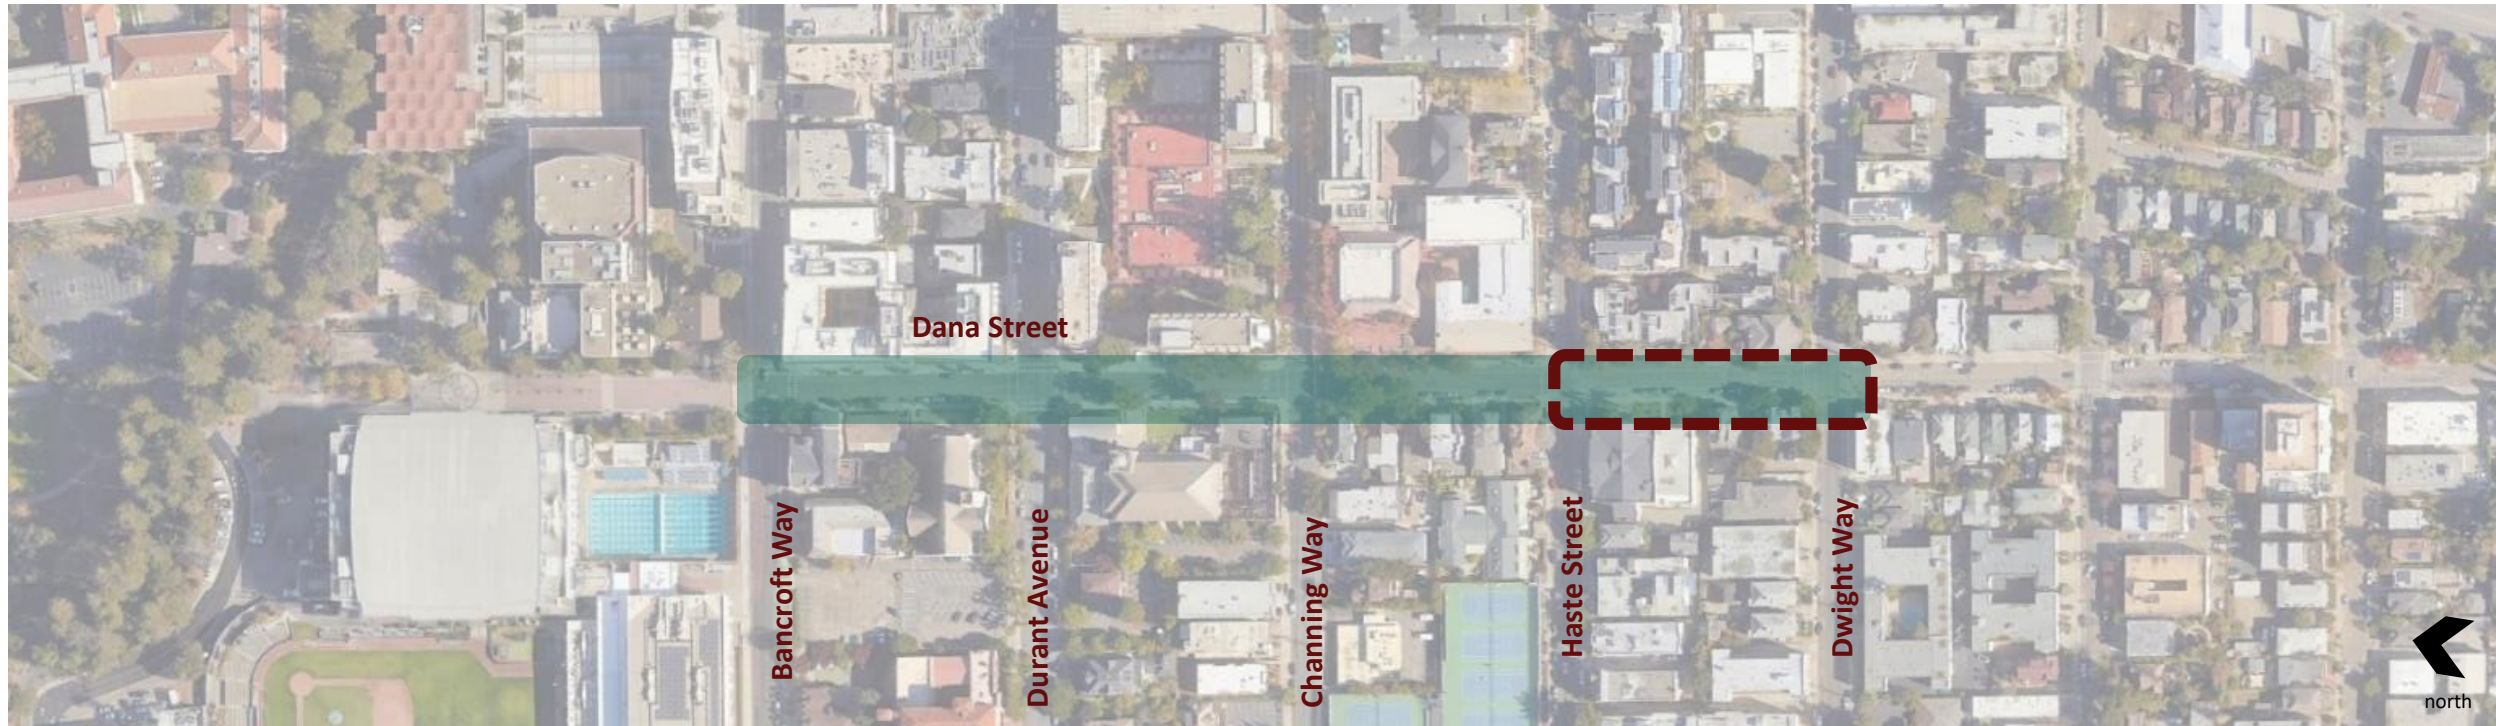 Dana Street
Bancroft Way
Durant Avenue
Channing Way
Haste Street
Dwight Way
north